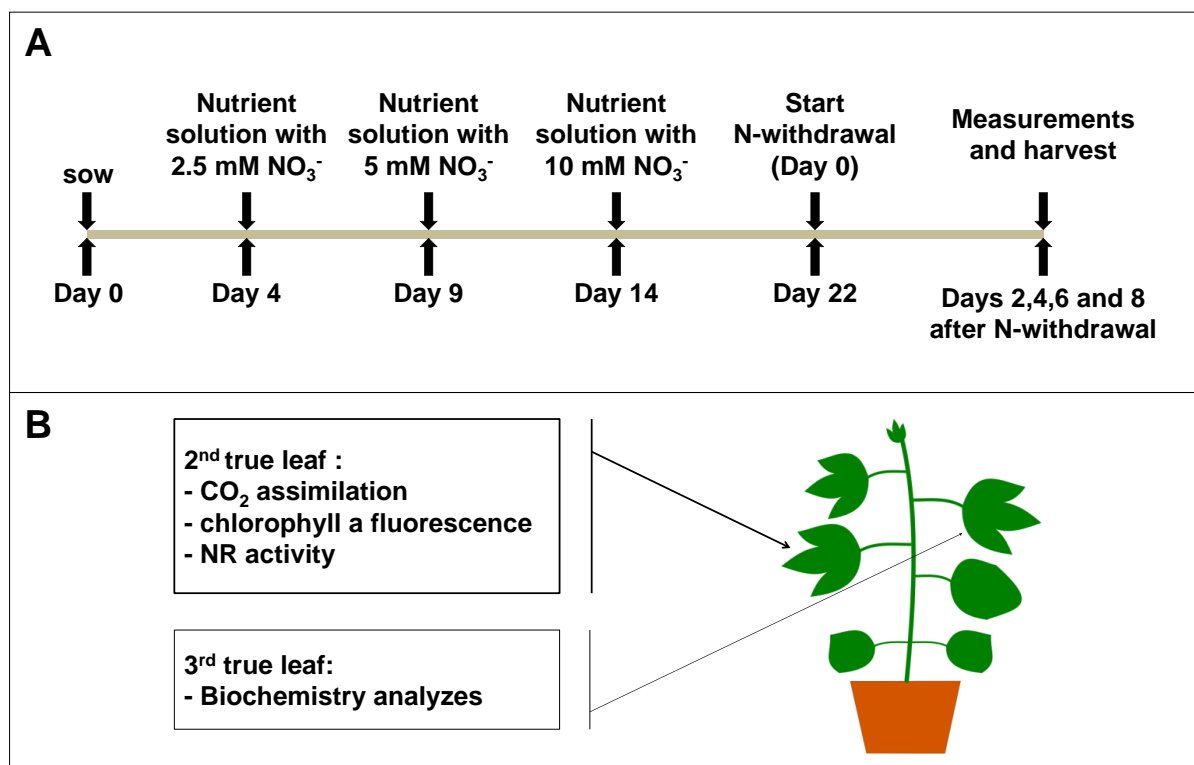 A
sow
Nutrient
solution with
2.5 mM NO₃⁻
Nutrient
solution with
5 mM NO₃⁻
Nutrient
solution with
10 mM NO₃⁻
Start
N-withdrawal
(Day 0)
Measurements
and harvest
Day 0
Day 4
Day 9
Day 14
Day 22
Days 2,4,6 and 8
after N-withdrawal
B
2nd true leaf :
- CO₂ assimilation
- chlorophyll a fluorescence
- NR activity
3rd true leaf:
- Biochemistry analyzes